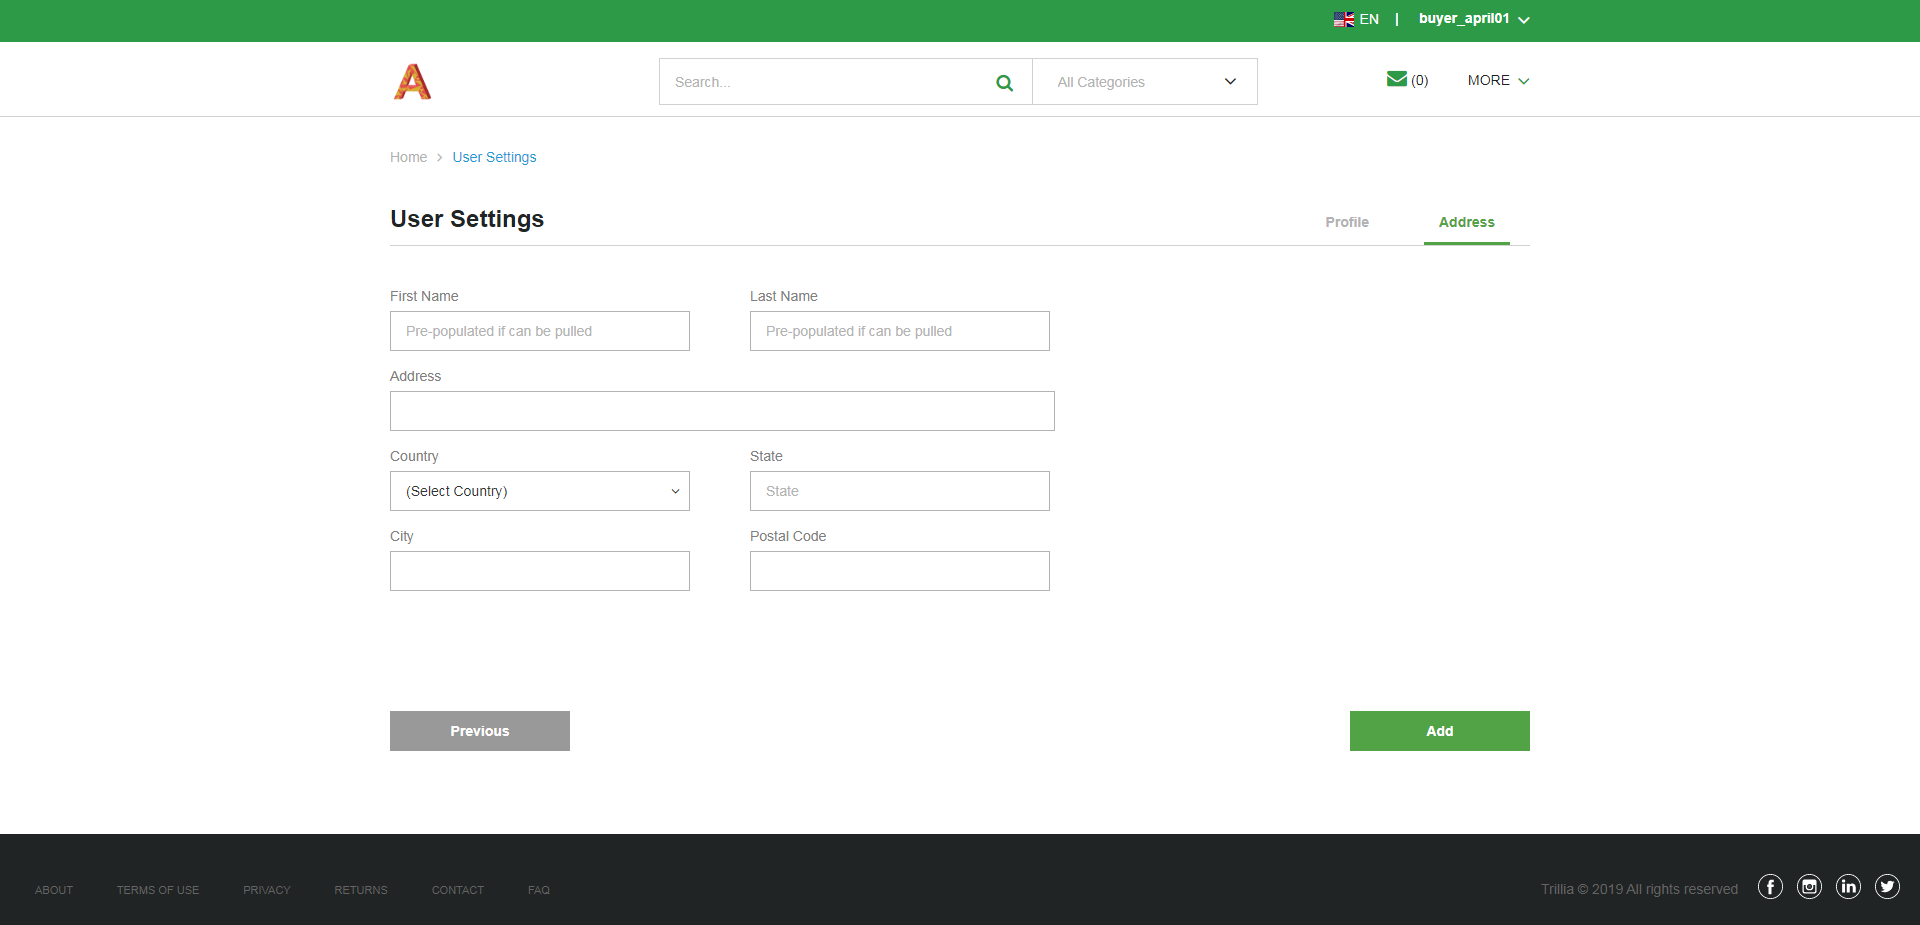 EN | buyer_april01
A
Search...
All Categories
(0)
MORE
Home > User Settings
User Settings
Profile
Address
First Name
Last Name
Pre-populated if can be pulled
Pre-populated if can be pulled
Address
Country
State
(Select Country)
State
City
Postal Code
Previous
Add
ABOUT
TERMS OF USE
PRIVACY
RETURNS
CONTACT
FAQ
Trillia © 2019 All rights reserved